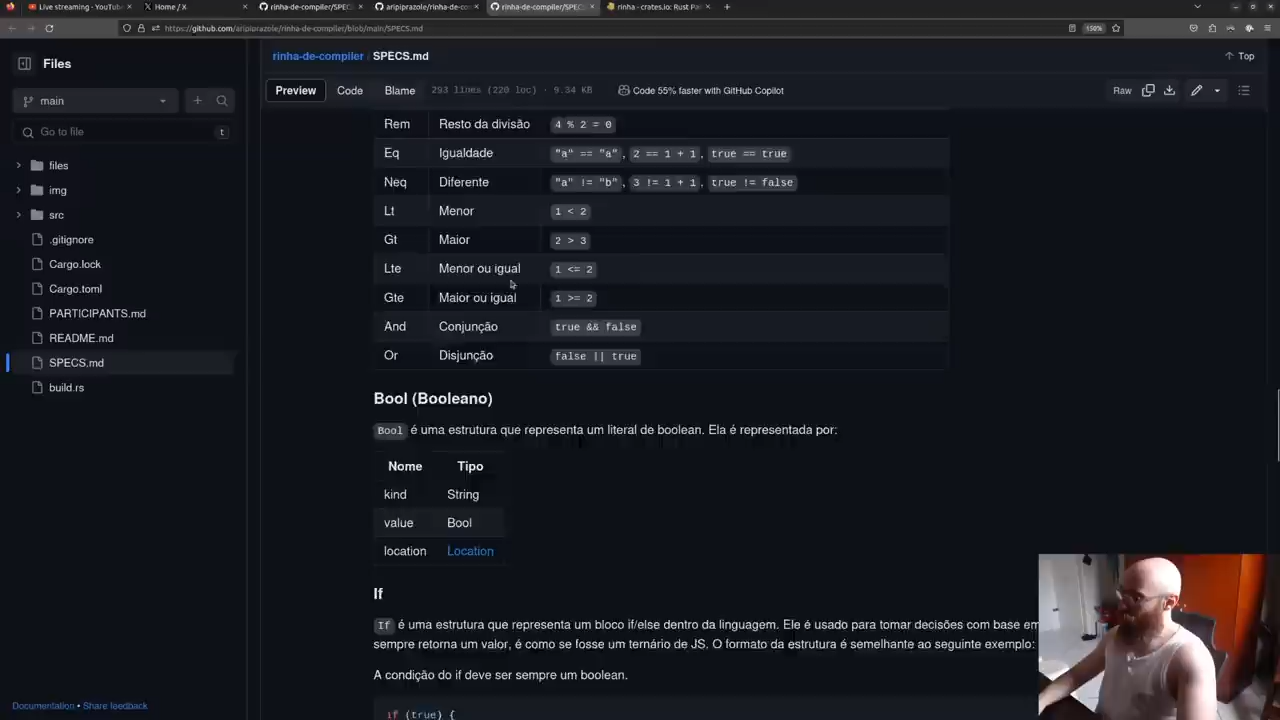 Live streaming - YouTub
Home / X
rinha-de-compiler/SPEC
aripiprazole/rinha-de-con
rinha-de-compiler/SPEC
rinha - crates.io: Rust Pa
https://github.com/aripiprazole/rinha-de-compiler/blob/main/SPECS.md
150%
Files
rinha-de-compiler / SPECS.md
Top
main
Preview
Code
Blame
293 lines (220 loc) · 9.34 KB
Code 55% faster with GitHub Copilot
Raw
Go to file
t
files
img
src
.gitignore
Cargo.lock
Cargo.toml
PARTICIPANTS.md
README.md
SPECS.md
build.rs
Rem Resto da divisão 4 % 2 = 0
Eq Igualdade "a" == "a", 2 == 1 + 1, true == true
Neq Diferente "a" != "b", 3 != 1 + 1, true != false
Lt Menor 1 < 2
Gt Maior 2 > 3
Lte Menor ou igual 1 <= 2
Gte Maior ou igual 1 >= 2
And Conjunção true && false
Or Disjunção false || true
Bool (Booleano)
Bool é uma estrutura que representa um literal de boolean. Ela é representada por:
Nome Tipo
kind String
value Bool
location Location
If
If é uma estrutura que representa um bloco if/else dentro da linguagem. Ele é usado para tomar decisões com base em
sempre retorna um valor, é como se fosse um ternário de JS. O formato da estrutura é semelhante ao seguinte exemplo:
A condição do if deve ser sempre um boolean.
if (true) {
Documentation • Share feedback